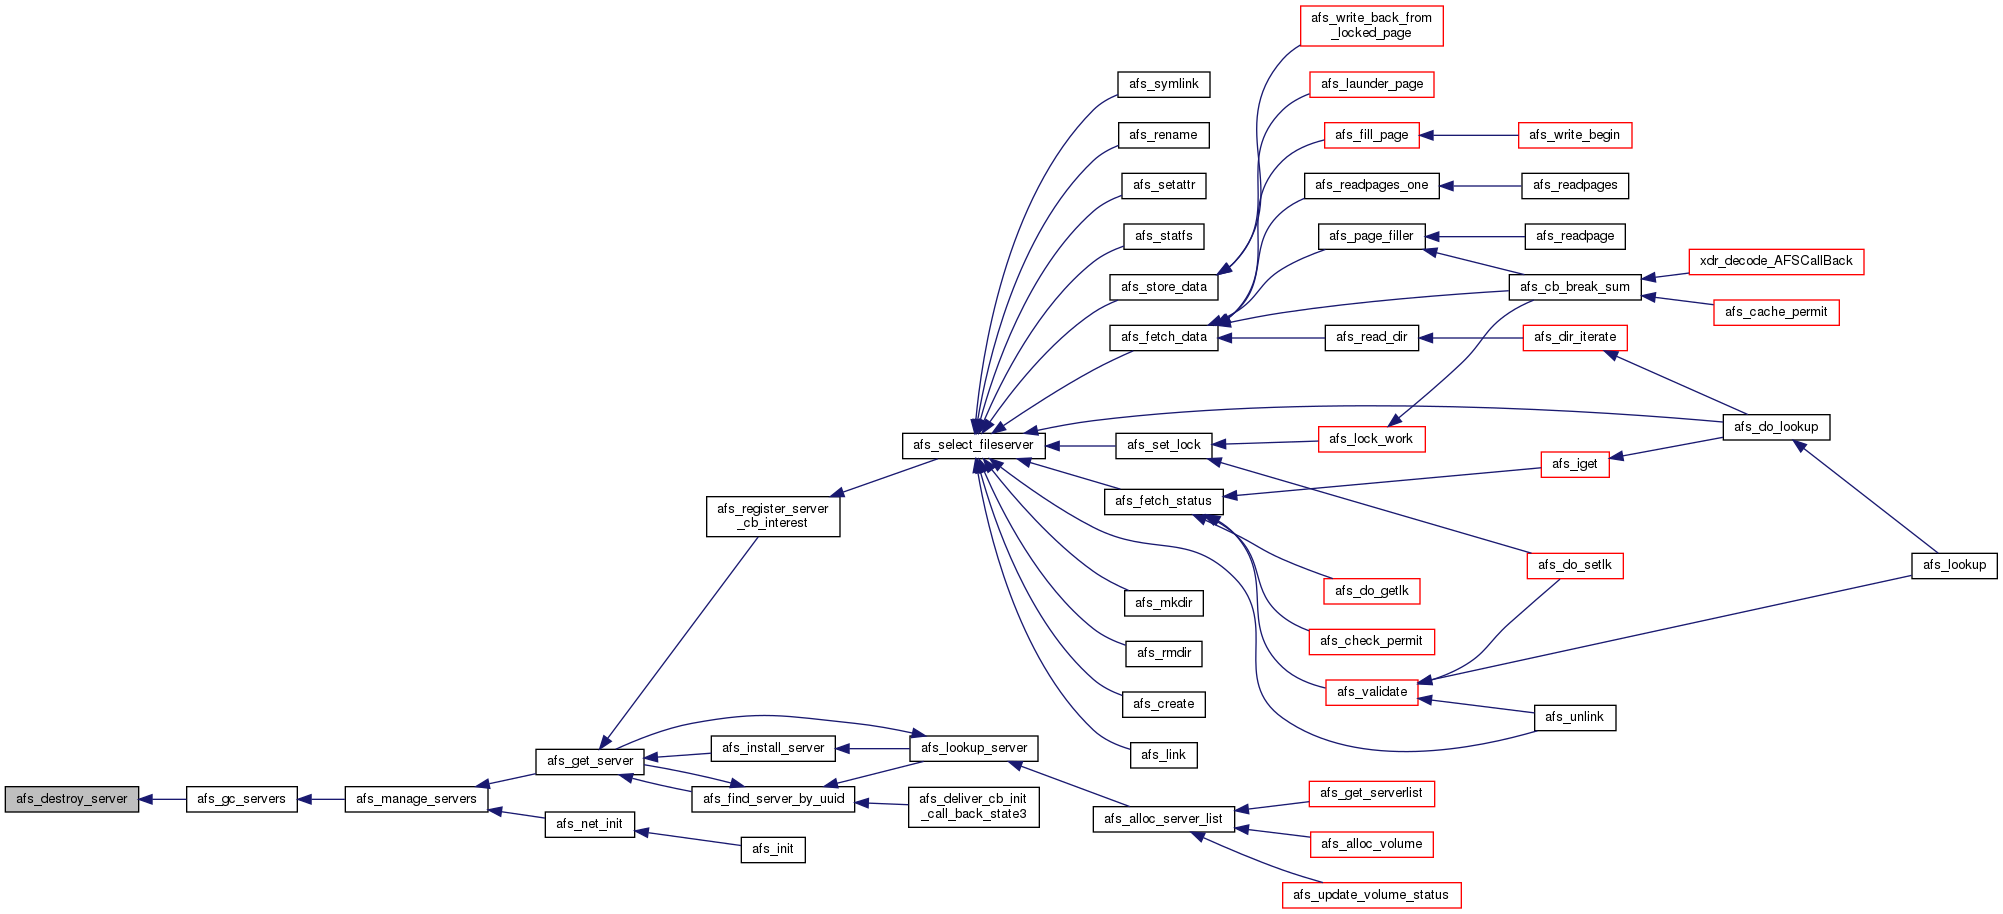 afs_write_back_from
_locked_page
afs_symlink
afs_launder_page
afs_rename
afs_fill_page
afs_write_begin
afs_setattr
afs_readpages_one
afs_readpages
afs_statfs
afs_page_filler
afs_readpage
xdr_decode_AFSCallBack
afs_store_data
afs_cb_break_sum
afs_cache_permit
afs_fetch_data
afs_read_dir
afs_dir_iterate
afs_do_lookup
afs_select_fileserver
afs_set_lock
afs_lock_work
afs_iget
afs_fetch_status
afs_register_server
_cb_interest
afs_do_setlk
afs_lookup
afs_do_getlk
afs_mkdir
afs_check_permit
afs_rmdir
afs_validate
afs_create
afs_unlink
afs_install_server
afs_lookup_server
afs_link
afs_get_server
afs_destroy_server
afs_gc_servers
afs_manage_servers
afs_find_server_by_uuid
afs_deliver_cb_init
_call_back_state3
afs_get_serverlist
afs_net_init
afs_alloc_server_list
afs_init
afs_alloc_volume
afs_update_volume_status